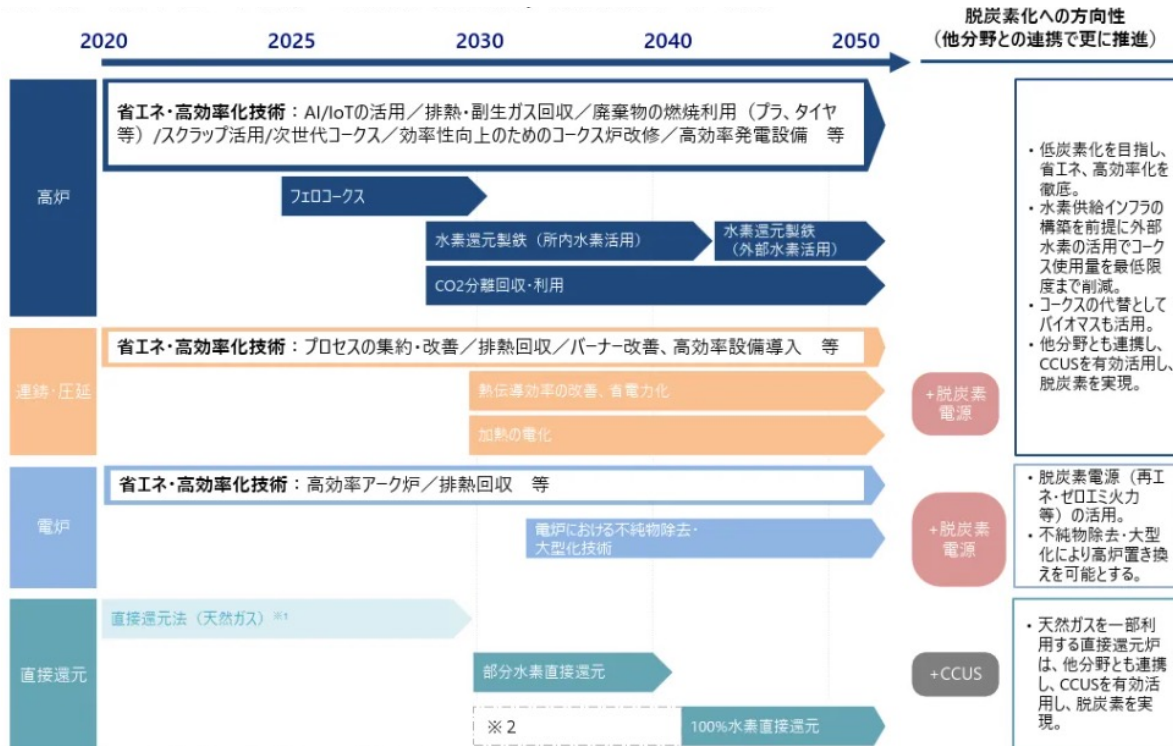 脱炭素化への方向性
（他分野との連携で更に推進）
2020
2025
2030
2040
2050
高炉
省エネ・高効率化技術：AI/IoTの活用／排熱・副生ガス回収／廃棄物の燃焼利用（プラ、タイヤ
等）/スクラップ活用/次世代コークス／効率性向上のためのコークス炉改修／高効率発電設備　等
フェロコークス
水素還元製鉄（所内水素活用）
水素還元製鉄
（外部水素活用）
CO2分離回収・利用
・低炭素化を目指し、
省エネ、高効率化を
徹底。
・水素供給インフラの
構築を前提に外部
水素の活用でコーク
ス使用量を最低限
度まで削減。
・コークスの代替として
バイオマスも活用。
・他分野とも連携し、
CCUSを有効活用し、
脱炭素を実現。
連鋳・圧延
省エネ・高効率化技術：プロセスの集約・改善／排熱回収／バーナー改善、高効率設備導入　等
熱伝導効率の改善、省電力化
加熱の電化
+脱炭素
電源
電炉
省エネ・高効率化技術：高効率アーク炉／排熱回収　等
電炉における不純物除去・
大型化技術
+脱炭素
電源
・脱炭素電源（再エ
ネ・ゼロエミ火力
等）の活用。
・不純物除去・大型
化により高炉置き換
えを可能とする。
直接還元
直接還元法（天然ガス）※1
部分水素直接還元
※2
100%水素直接還元
+CCUS
・天然ガスを一部利
用する直接還元炉
は、他分野とも連携
し、CCUSを有効活
用し、脱炭素を実
現。